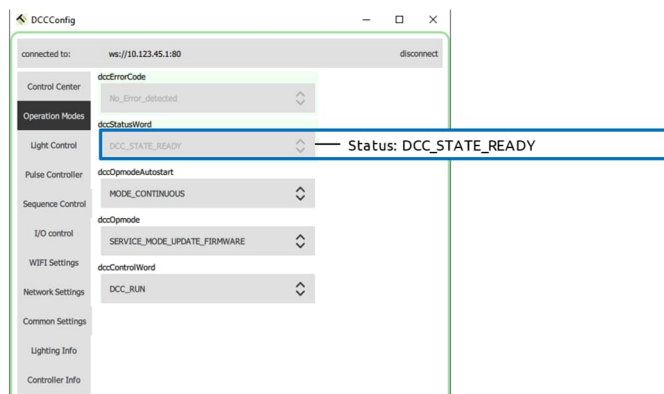 DCCConfig
connected to: ws://10.123.45.1:80 disconnect
Control Center
Operation Modes
Light Control
Pulse Controller
Sequence Control
I/O control
WIFI Settings
Network Settings
Common Settings
Lighting Info
Controller Info
dccErrorCode
No_Error_detected
dccStatusWord
DCC_STATE_READY
Status: DCC_STATE_READY
dccOpmodeAutostart
MODE_CONTINUOUS
dccOpmode
SERVICE_MODE_UPDATE_FIRMWARE
dccControlWord
DCC_RUN